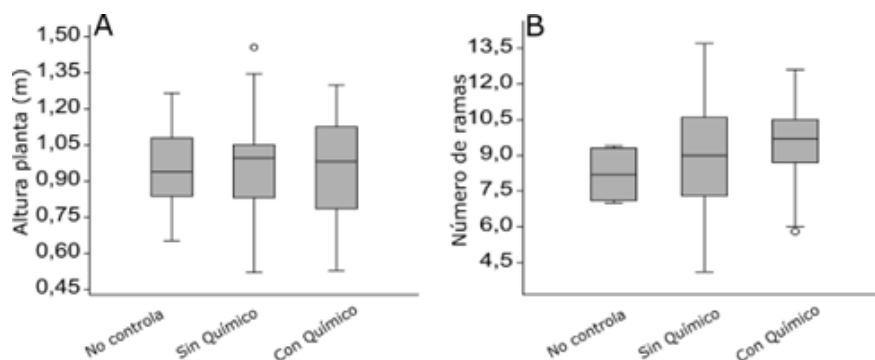 A
Altura planta (m)
1,50
1,35
1,20
1,05
0,90
0,75
0,60
0,45
No controla
Sin Químico
Con Químico
B
Número de ramas
13,5
12,0
10,5
9,0
7,5
6,0
4,5
No controla
Sin Químico
Con Químico